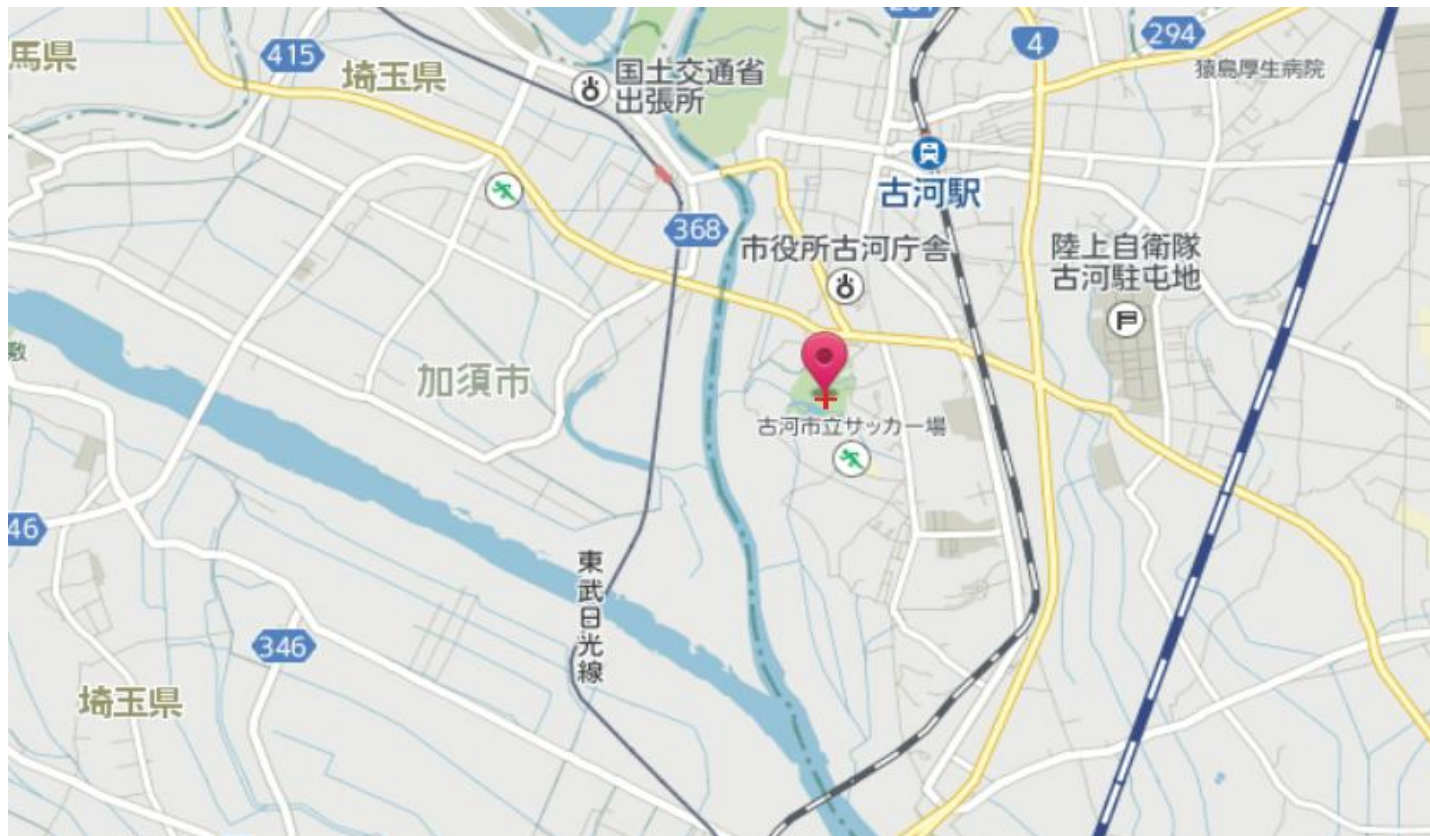 馬県
415
埼玉県
国土交通省
出張所
4
294
猿島厚生病院
古河駅
368
市役所古河庁舎
陸上自衛隊
古河駐屯地
加須市
古河市立サッカー場
46
東武日光線
346
埼玉県